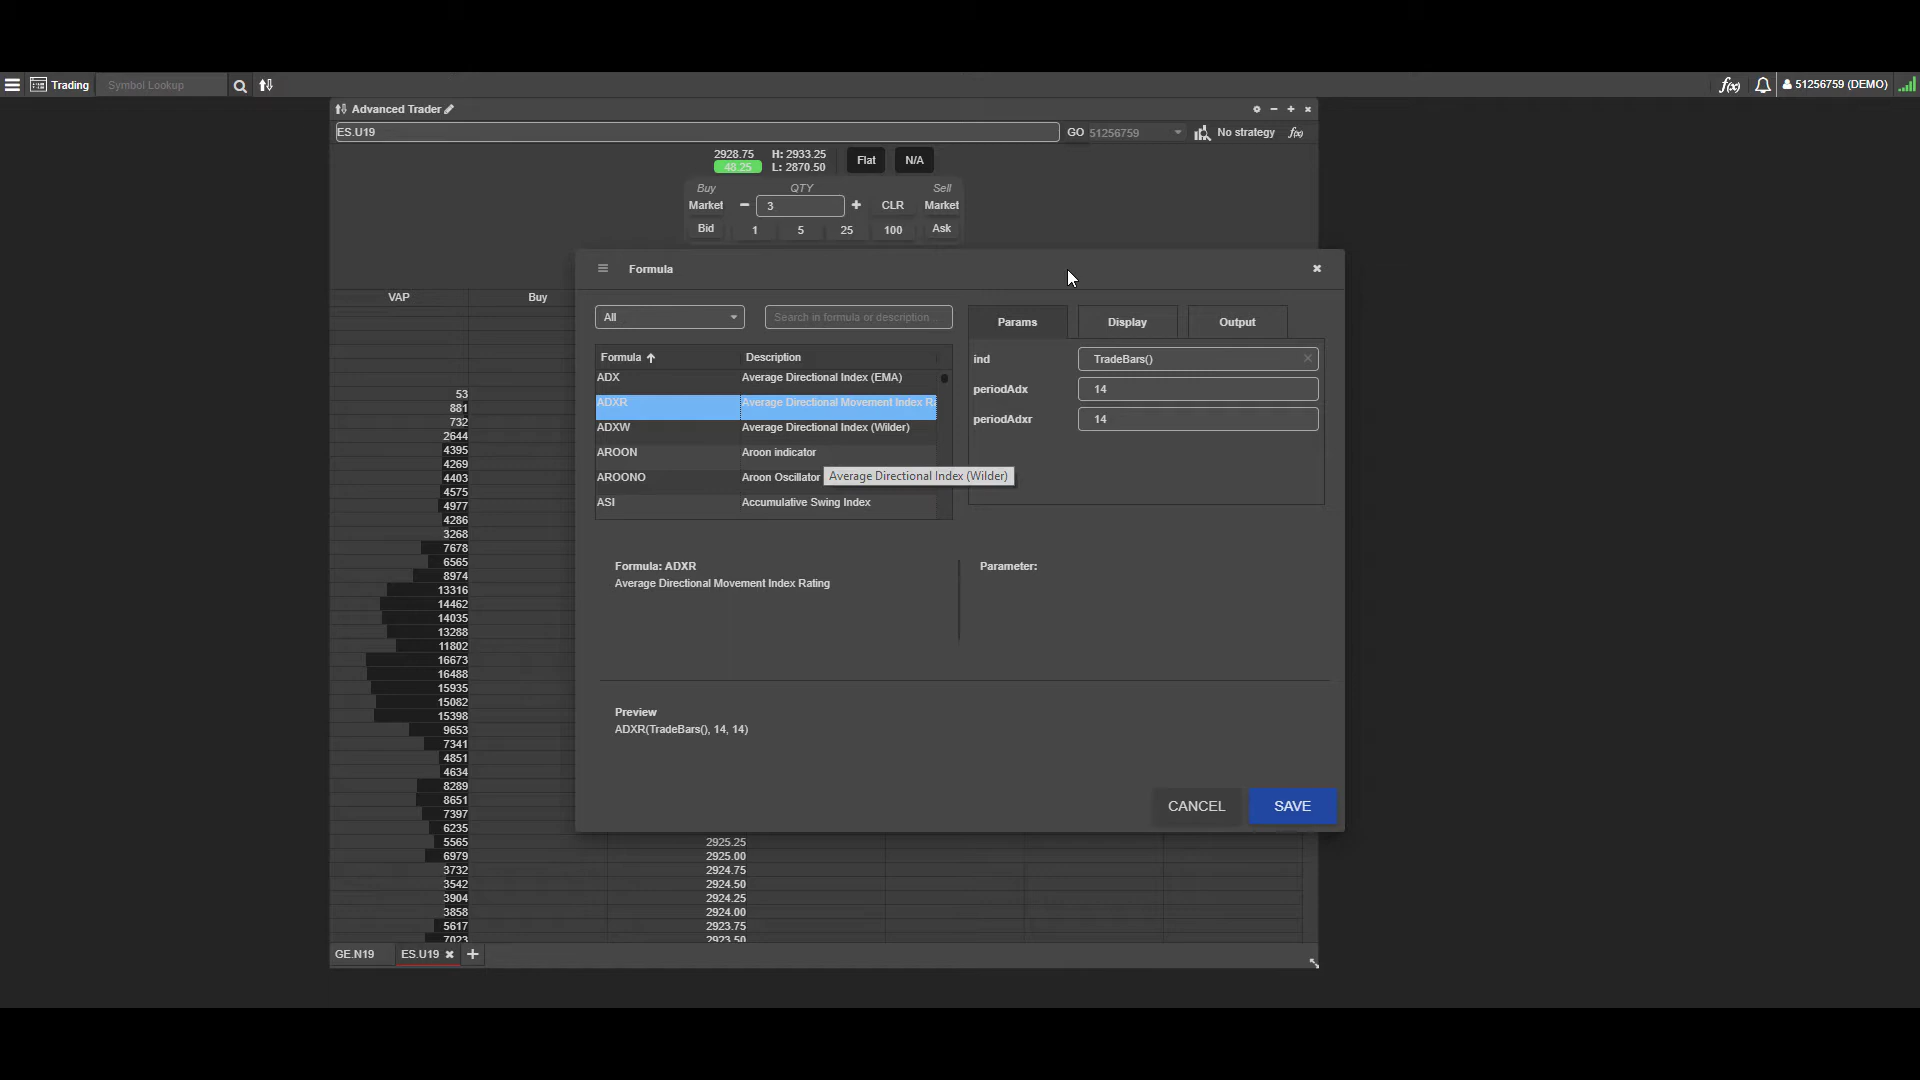 Trading
Symbol Lookup
f(x)
51256759 (DEMO)
Advanced Trader
ES.U19
GO
51256759
No strategy
f(x)
2928.75
48.25
H: 2933.25
L: 2870.50
Flat
N/A
Buy
QTY
Sell
Market
3
CLR
Market
Bid
1
5
25
100
Ask
VAP
Buy
53
881
732
2644
4395
4269
4403
4575
4977
4286
3268
7678
6565
8974
13316
14462
14035
13288
11802
16673
16488
15935
15082
15398
9653
7341
4851
4634
8289
8651
7397
6235
5565
6979
3732
3542
3904
3858
5617
7023
Formula
All
Search in formula or description ...
Formula
Description
ADX
Average Directional Index (EMA)
ADXR
Average Directional Movement Index Ra
ADXW
Average Directional Index (Wilder)
AROON
Aroon indicator
AROONO
Aroon Oscillator
Average Directional Index (Wilder)
ASI
Accumulative Swing Index
Params
Display
Output
ind
TradeBars()
periodAdx
14
periodAdxr
14
Formula: ADXR
Average Directional Movement Index Rating
Parameter:
Preview
ADXR(TradeBars(), 14, 14)
CANCEL
SAVE
2925.25
2925.00
2924.75
2924.50
2924.25
2924.00
2923.75
2923.50
GE.N19
ES.U19